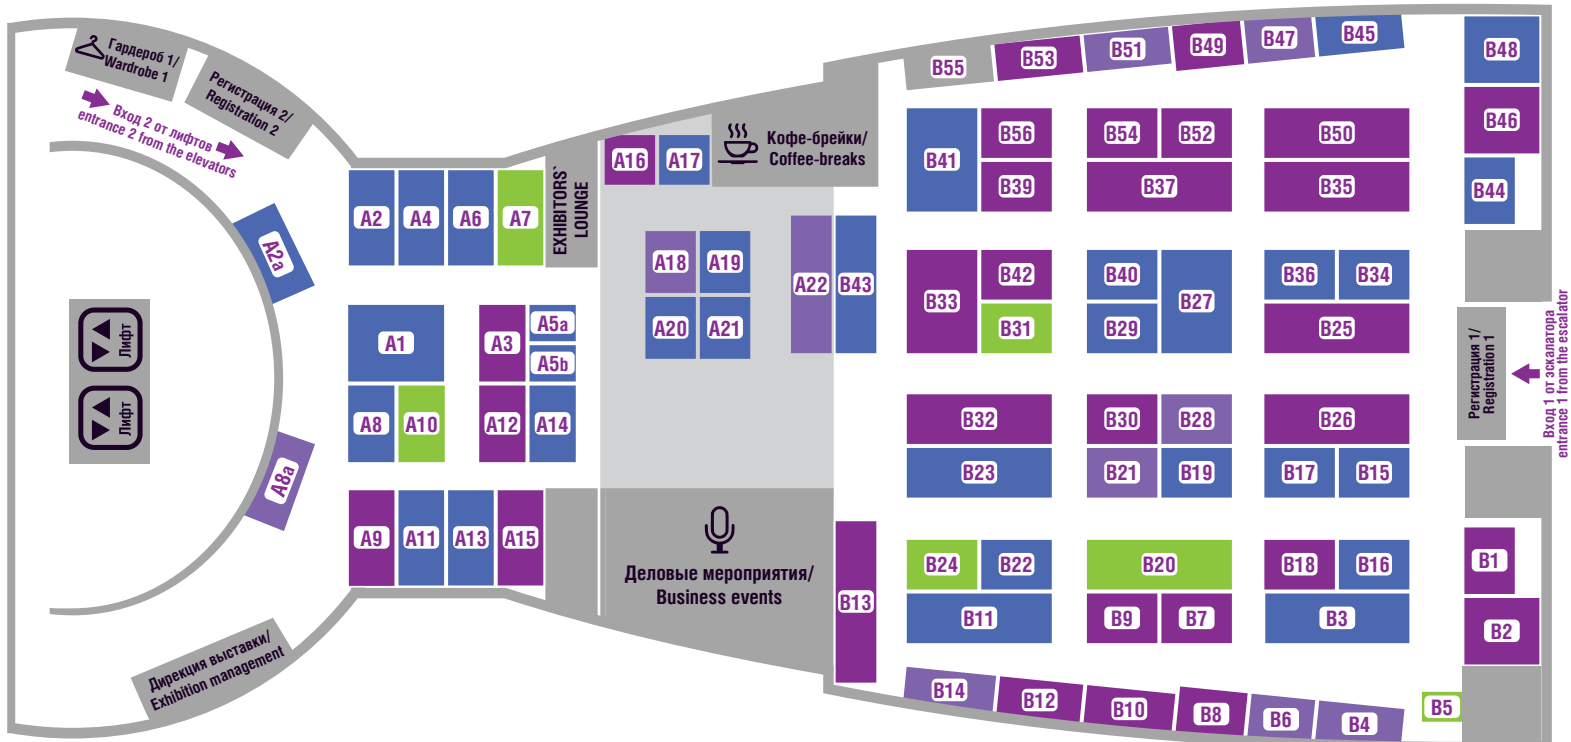 Гардероб 1/
Wardrobe 1
Регистрация 2/
Registration 2
Вход 2 от лифтов
entrance 2 from the elevators
Лифт
Лифт
Дирекция выставки/
Exhibition management
A2a
A8a
A2
A4
A6
A7
EXHIBITORS`
LOUNGE
A1
A3
A5a
A5b
A8
A10
A12
A14
A9
A11
A13
A15
A16
A17
Кофе-брейки/
Coffee-breaks
A18
A19
A20
A21
A22
B43
Деловые мероприятия/
Business events
B13
B55
B53
B51
B49
B47
B45
B48
B46
B44
B41
B56
B39
B54
B52
B37
B50
B35
B33
B42
B31
B40
B29
B27
B36
B34
B25
Регистрация 1/
Registration 1
Вход 1 от эскалатора
entrance 1 from the escalator
B32
B23
B30
B28
B21
B19
B26
B17
B15
B24
B22
B11
B20
B9
B7
B18
B16
B3
B1
B2
B14
B12
B10
B8
B6
B4
B5